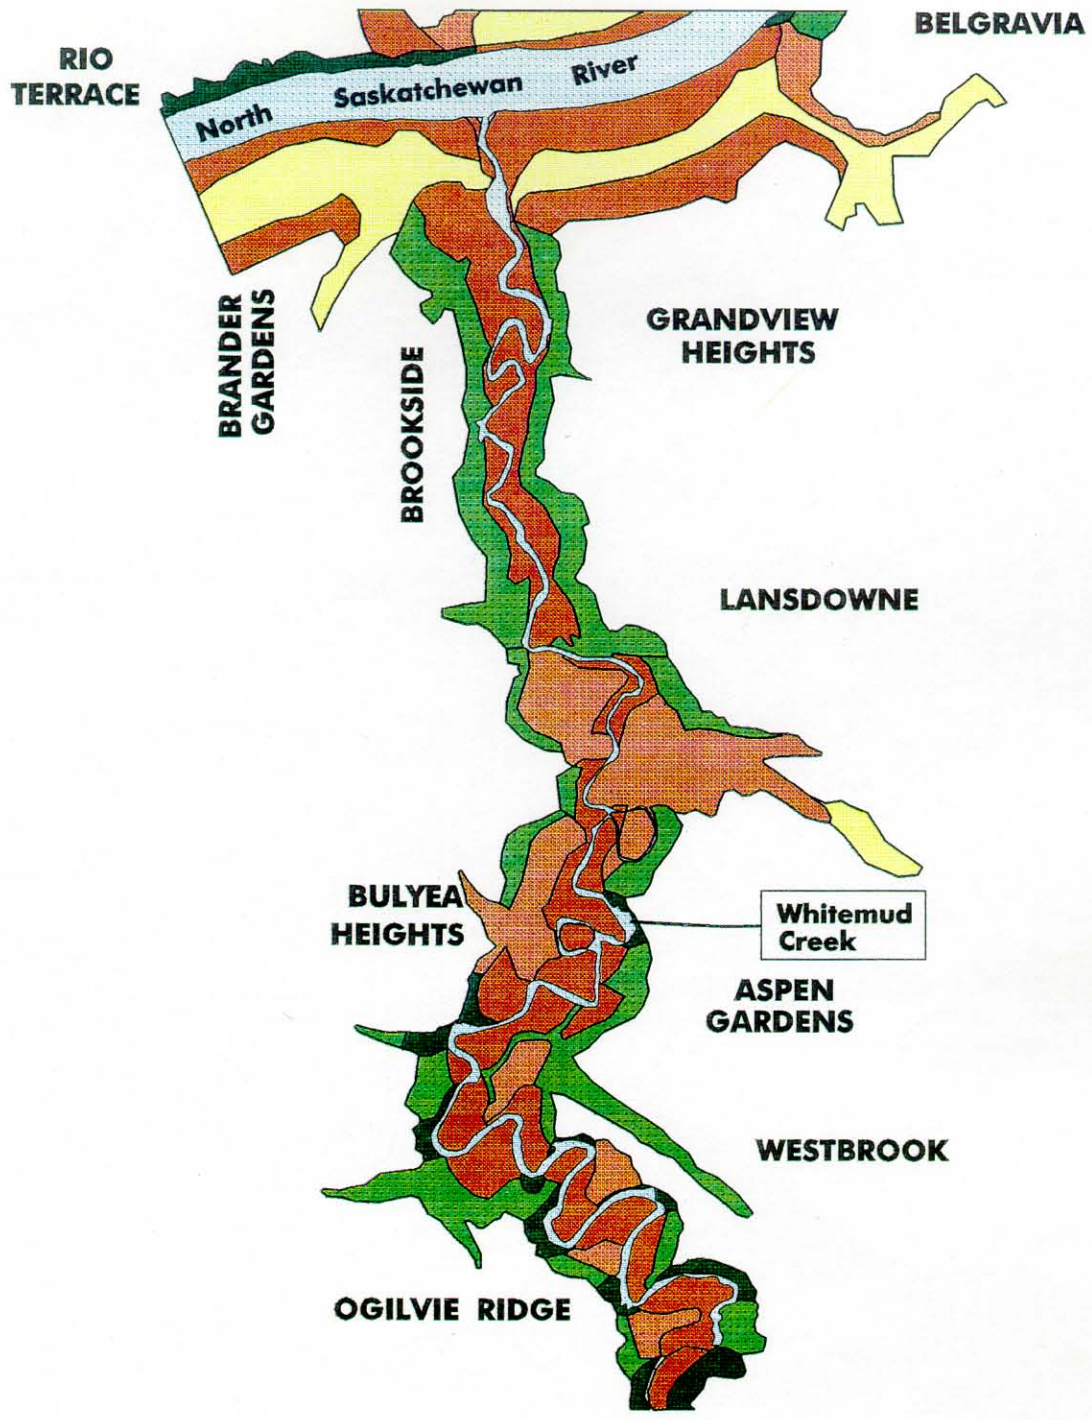 BELGRAVIA
RIO
TERRACE
North Saskatchewan River
BRANDER
GARDENS
GRANDVIEW
HEIGHTS
BROOKSIDE
LANSDOWNE
BULYEA
HEIGHTS
Whitemud
Creek
ASPEN
GARDENS
WESTBROOK
OGILVIE RIDGE